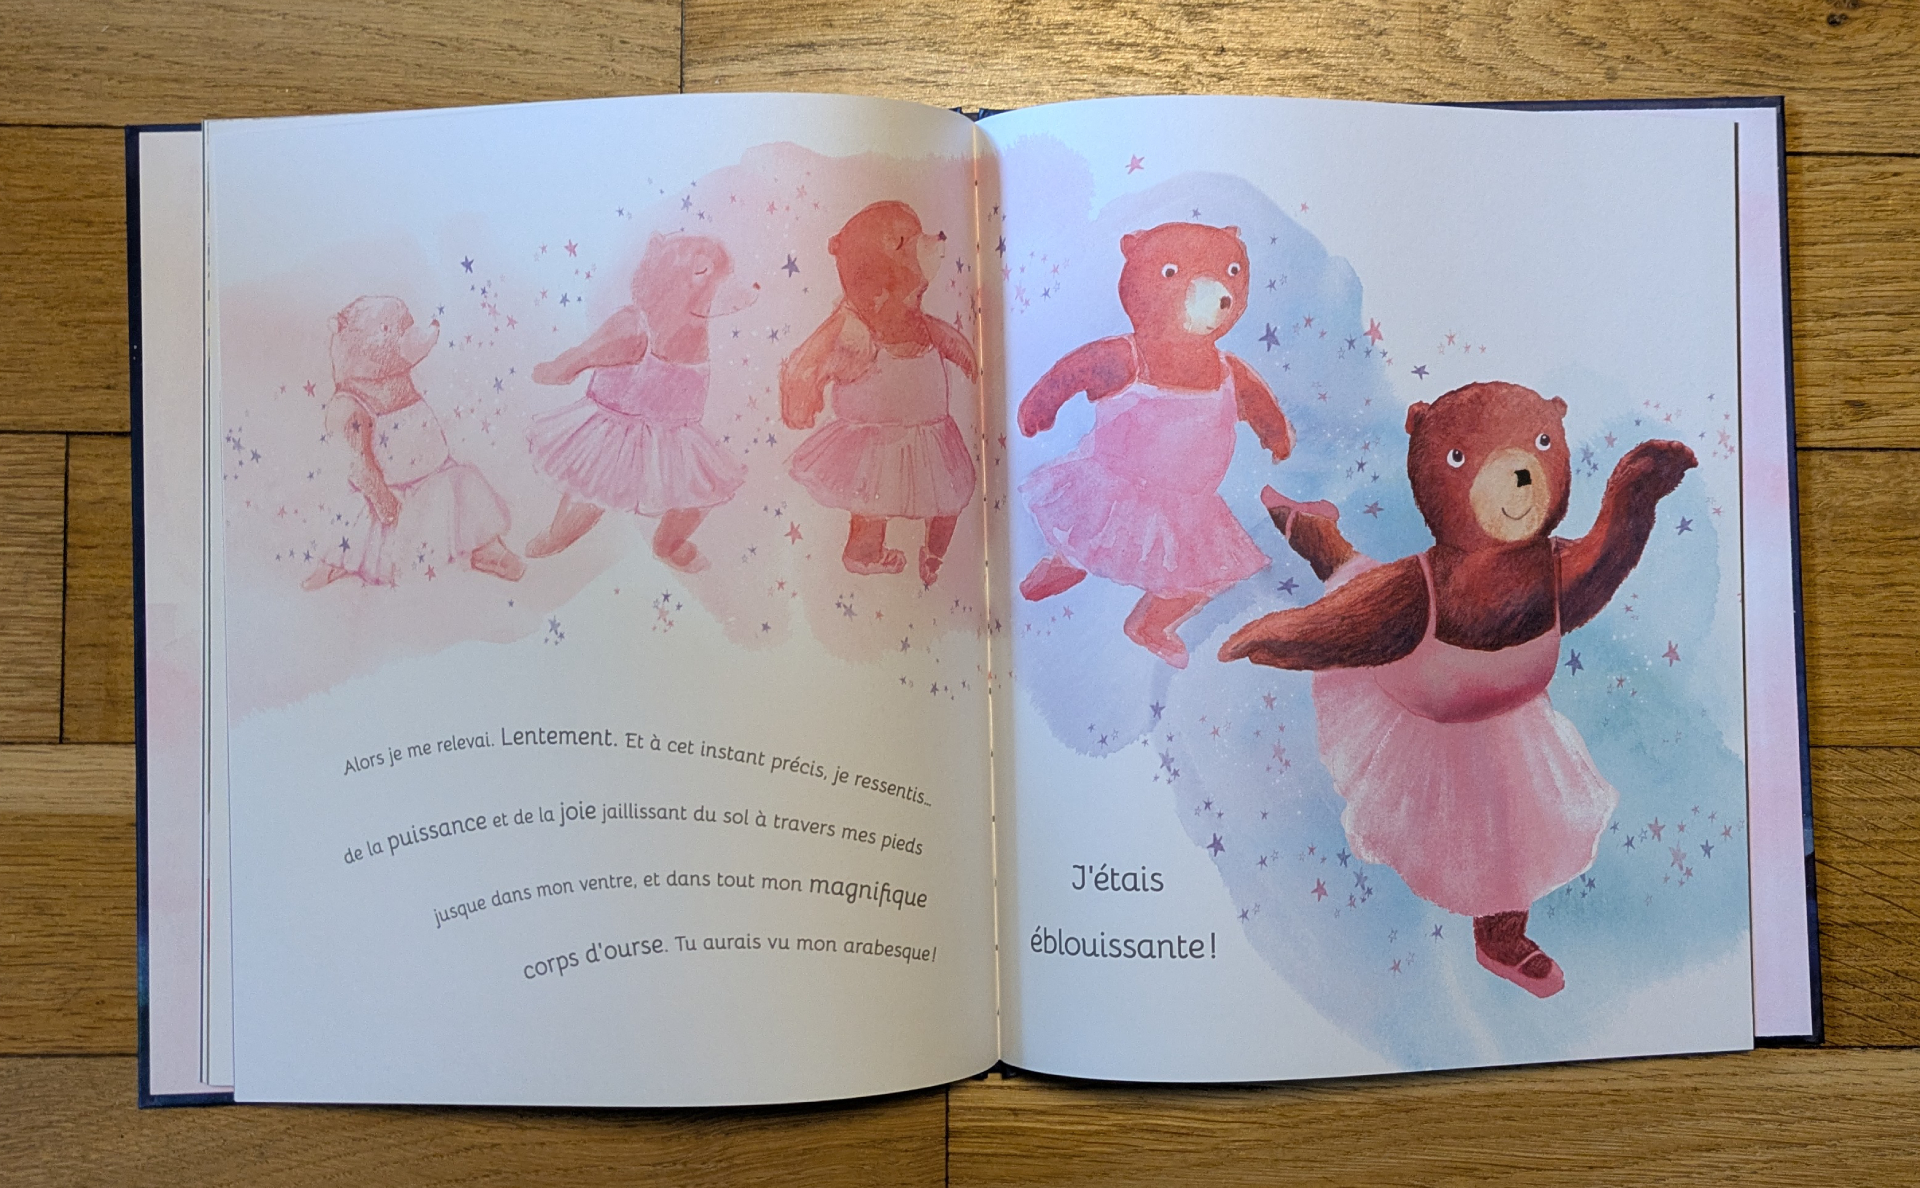 Alors je me relevai. Lentement. Et à cet instant précis, je ressentis...
de la puissance et de la joie jaillissant du sol à travers mes pieds
jusque dans mon ventre, et dans tout mon magnifique
corps d'ourse. Tu aurais vu mon arabesque !
J'étais
éblouissante !